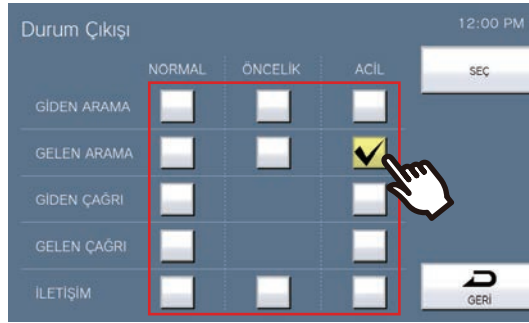 Durum Çıkışı
12:00 PM
NORMAL ÖNCELİK ACİL
SEÇ
GİDEN ARAMA
GELEN ARAMA
GİDEN ÇAĞRI
GELEN ÇAĞRI
İLETİŞİM
GERİ